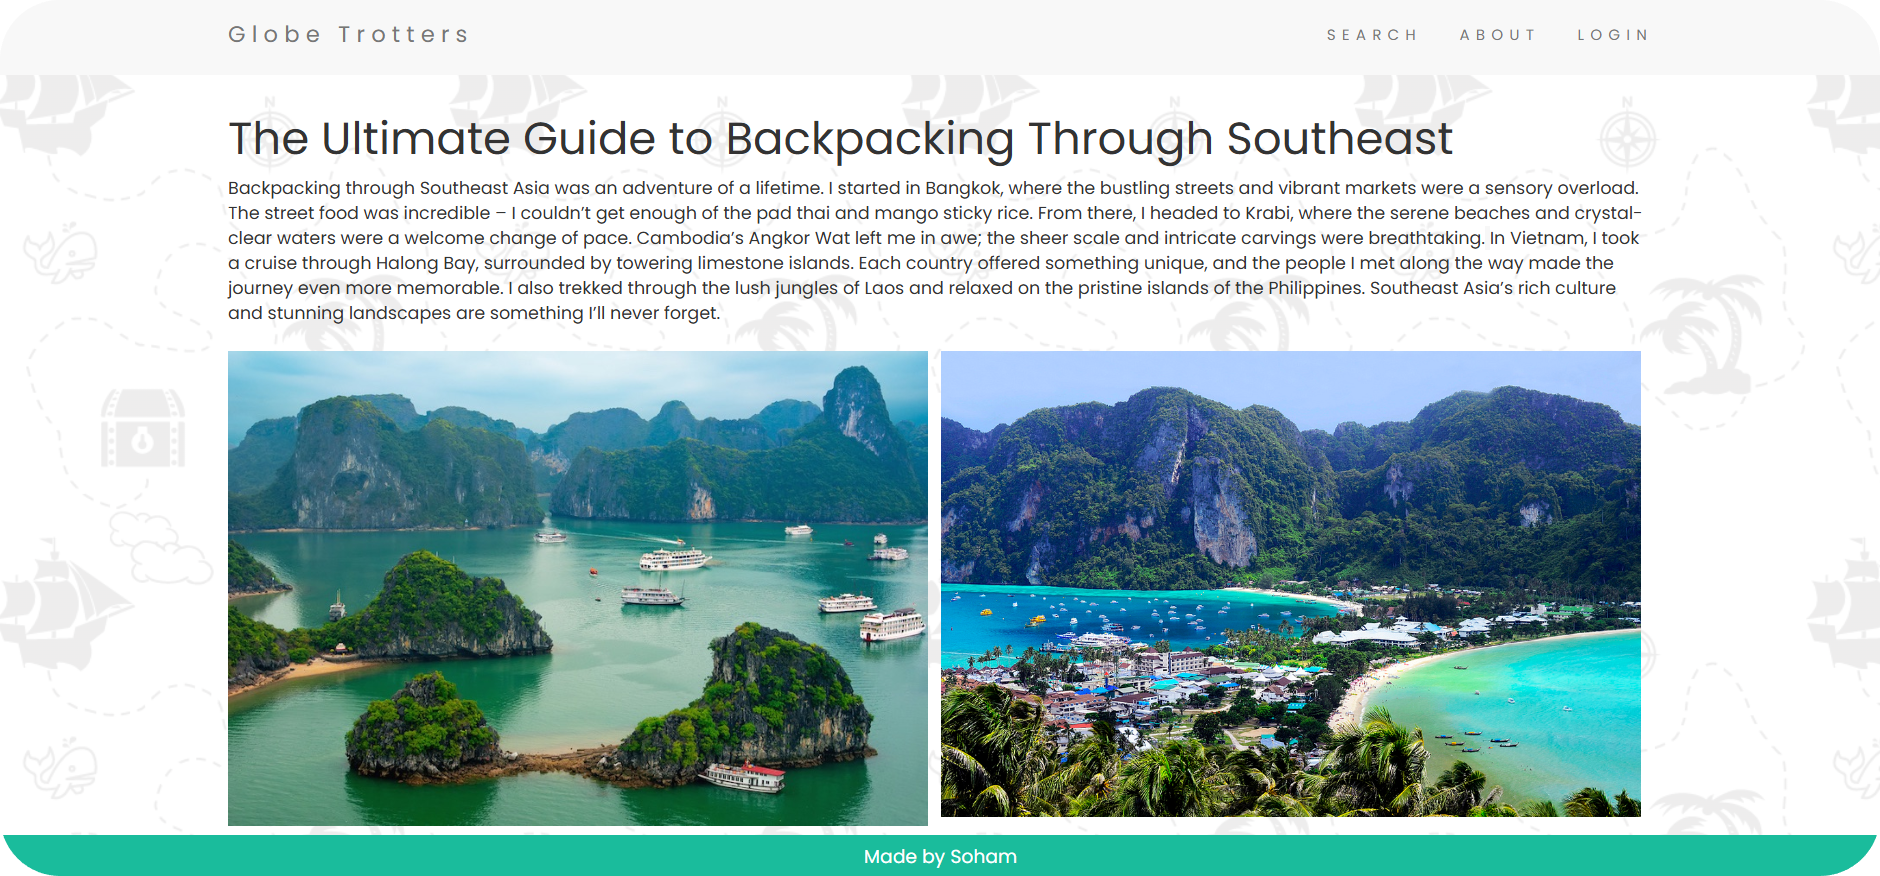 Globe Trotters
SEARCH ABOUT LOGIN
N N N N
The Ultimate Guide to Backpacking Through Southeast
Backpacking through Southeast Asia was an adventure of a lifetime. I started in Bangkok, where the bustling streets and vibrant markets were a sensory overload.
The street food was incredible – I couldn’t get enough of the pad thai and mango sticky rice. From there, I headed to Krabi, where the serene beaches and crystal-
clear waters were a welcome change of pace. Cambodia’s Angkor Wat left me in awe; the sheer scale and intricate carvings were breathtaking. In Vietnam, I took
a cruise through Halong Bay, surrounded by towering limestone islands. Each country offered something unique, and the people I met along the way made the
journey even more memorable. I also trekked through the lush jungles of Laos and relaxed on the pristine islands of the Philippines. Southeast Asia’s rich culture
and stunning landscapes are something I’ll never forget.
Made by Soham